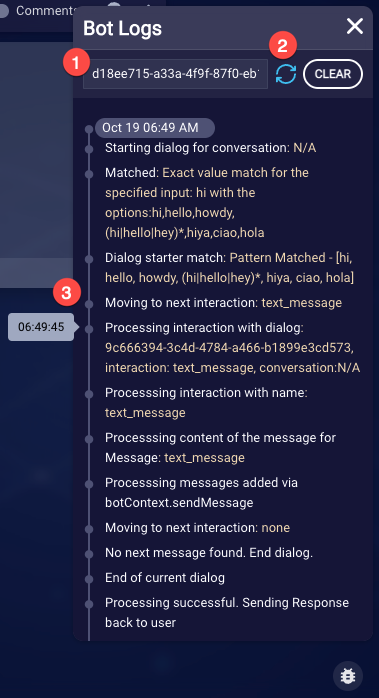 Comments
Bot Logs
1
2
d18ee715-a33a-4f9f-87f0-eb
CLEAR
Oct 19 06:49 AM
Starting dialog for conversation: N/A
Matched: Exact value match for the
specified input: hi with the
options:hi,hello,howdy,
(hi|hello|hey)*,hiya,ciao,hola
Dialog starter match: Pattern Matched - [hi,
hello, howdy, (hi|hello|hey)*, hiya, ciao, hola]
3
Moving to next interaction: text_message
06:49:45
Processing interaction with dialog:
9c666394-3c4d-4784-a466-b1899e3cd573,
interaction: text_message, conversation:N/A
Processsing interaction with name:
text_message
Processsing content of the message for
Message: text_message
Processsing messages added via
botContext.sendMessage
Moving to next interaction: none
No next message found. End dialog.
End of current dialog
Processing successful. Sending Response
back to user